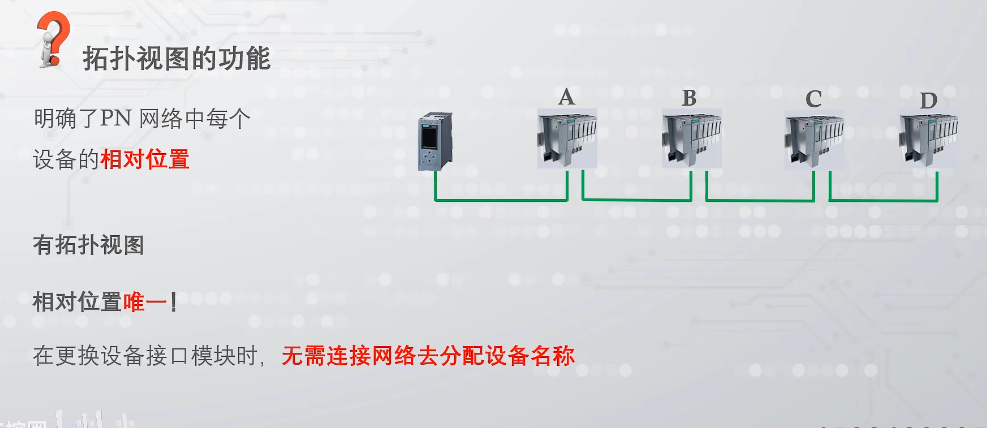 拓扑视图的功能
明确了PN 网络中每个
设备的相对位置
A
B
C
D
有拓扑视图
相对位置唯一！
在更换设备接口模块时，无需连接网络去分配设备名称